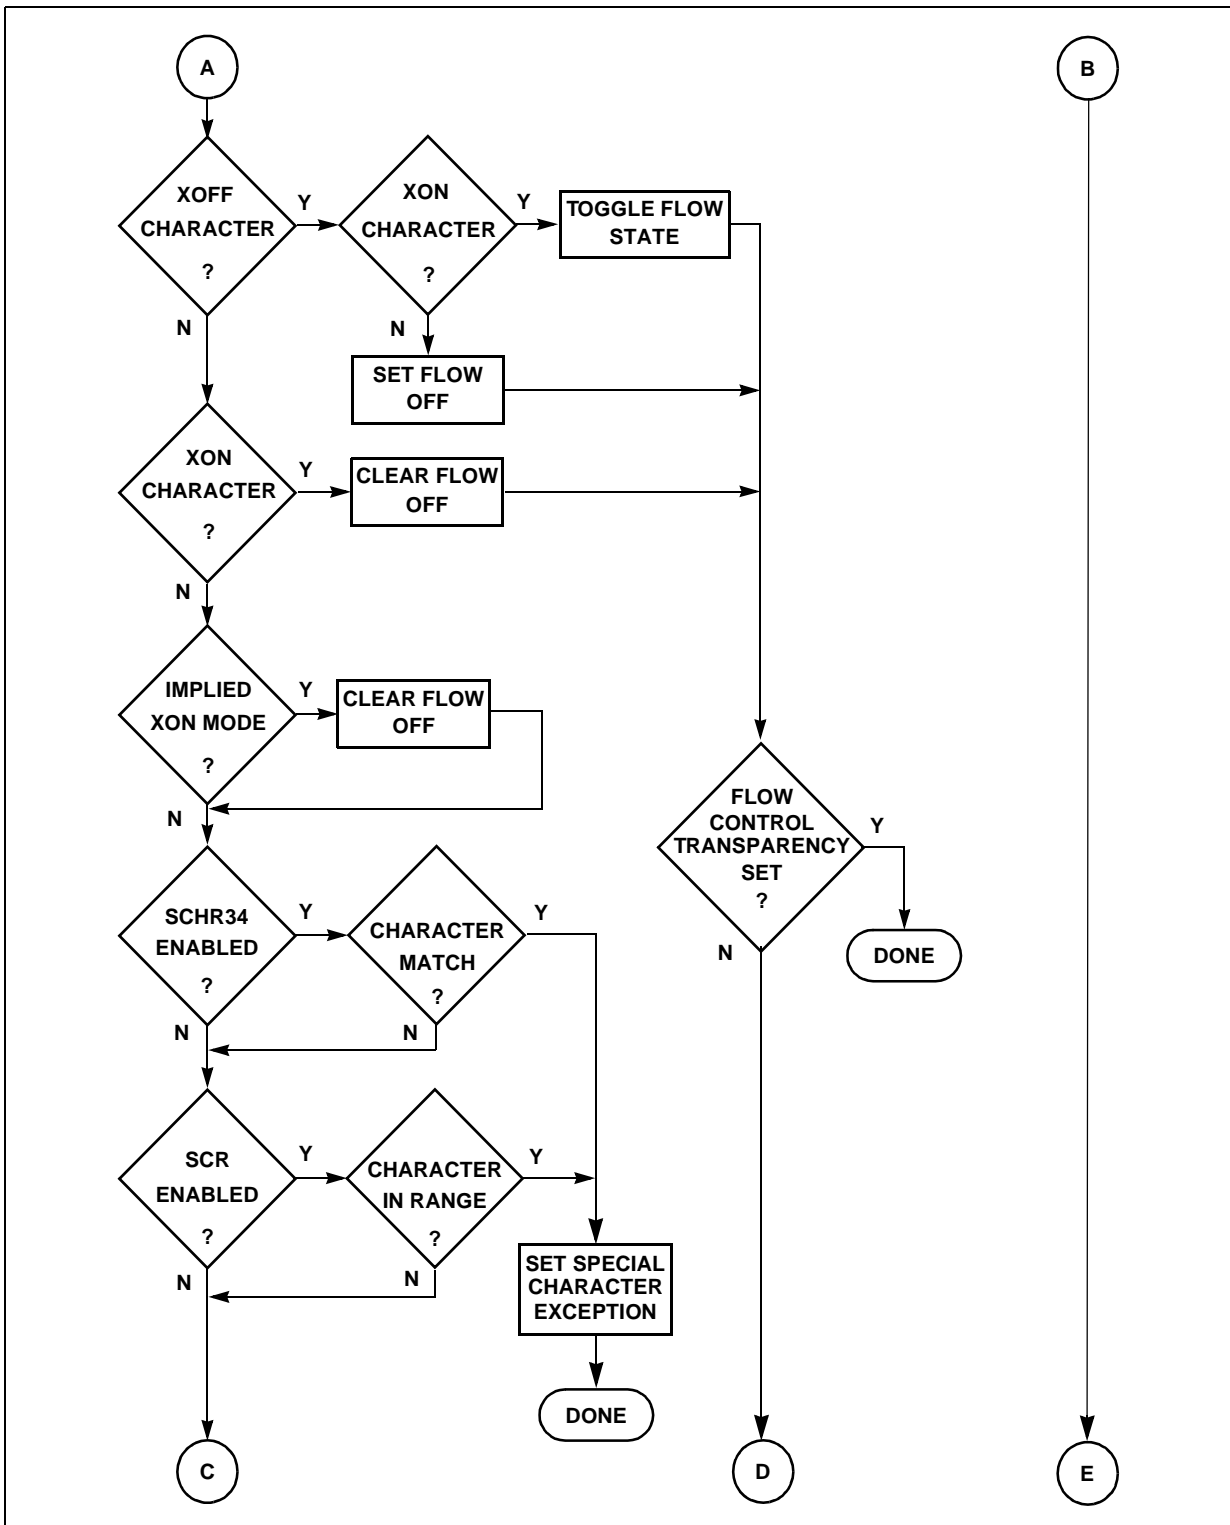 A
B
XOFF
CHARACTER
?
Y
N
XON
CHARACTER
?
Y
N
TOGGLE FLOW
STATE
SET FLOW
OFF
XON
CHARACTER
?
Y
N
CLEAR FLOW
OFF
IMPLIED
XON MODE
?
Y
N
CLEAR FLOW
OFF
FLOW
CONTROL
TRANSPARENCY
SET
?
Y
N
DONE
SCHR34
ENABLED
?
Y
N
CHARACTER
MATCH
?
Y
N
SCR
ENABLED
?
Y
N
CHARACTER
IN RANGE
?
Y
N
SET SPECIAL
CHARACTER
EXCEPTION
DONE
C
D
E